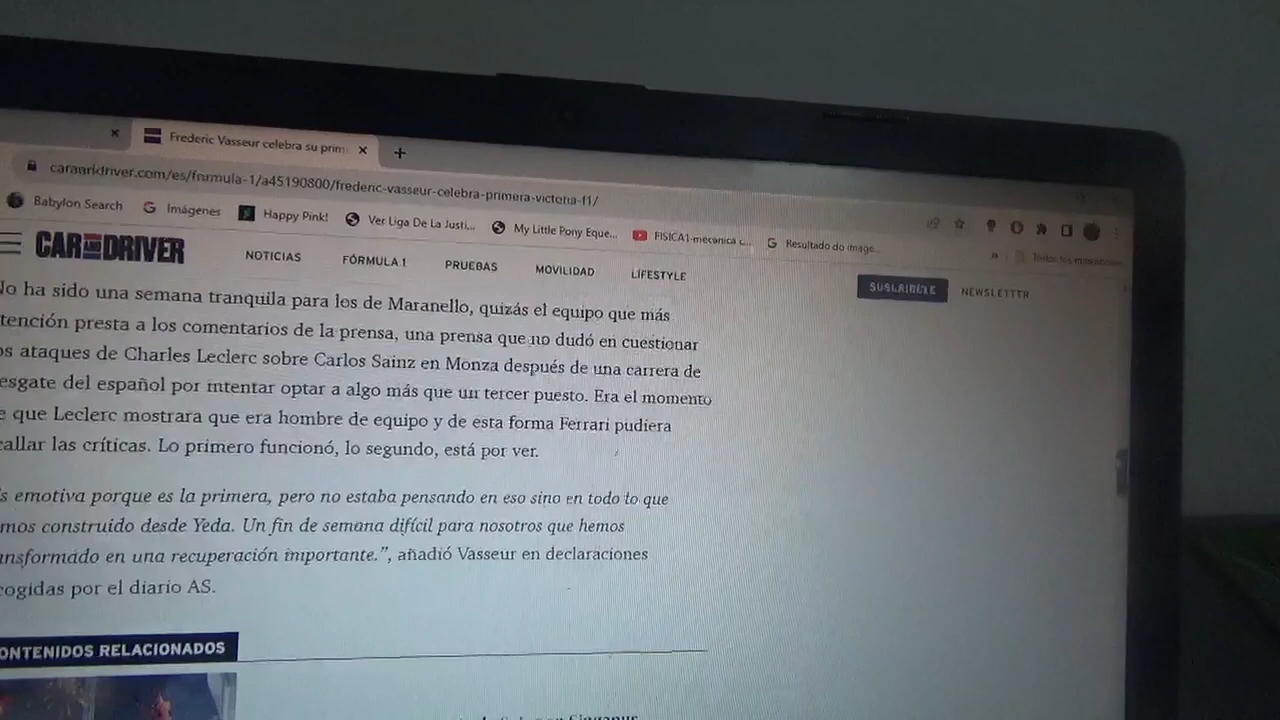 Frederic Vasseur celebra su prim
caranddriver.com/es/formula-1/a45190800/frederic-vasseur-celebra-primera-victoria-f1/
Babylon Search
Imágenes
Happy Pink!
Ver Liga De La Justi...
My Little Pony Eque...
FISICA1-mecanica c...
Resultado do image...
»
CAR AND DRIVER
NOTICIAS
FÓRMULA 1
PRUEBAS
MOVILIDAD
LIFESTYLE
SUSCRIBETE
NEWSLETTER
No ha sido una semana tranquila para los de Maranello, quizás el equipo que más
tención presta a los comentarios de la prensa, una prensa que no dudó en cuestionar
os ataques de Charles Leclerc sobre Carlos Sainz en Monza después de una carrera de
esgate del español por intentar optar a algo más que un tercer puesto. Era el momento
e que Leclerc mostrara que era hombre de equipo y de esta forma Ferrari pudiera
callar las críticas. Lo primero funcionó, lo segundo, está por ver.
s emotiva porque es la primera, pero no estaba pensando en eso sino en todo lo que
mos construido desde Yeda. Un fin de semana difícil para nosotros que hemos
ansformado en una recuperación importante.”, añadió Vasseur en declaraciones
cogidas por el diario AS.
ONTENIDOS RELACIONADOS